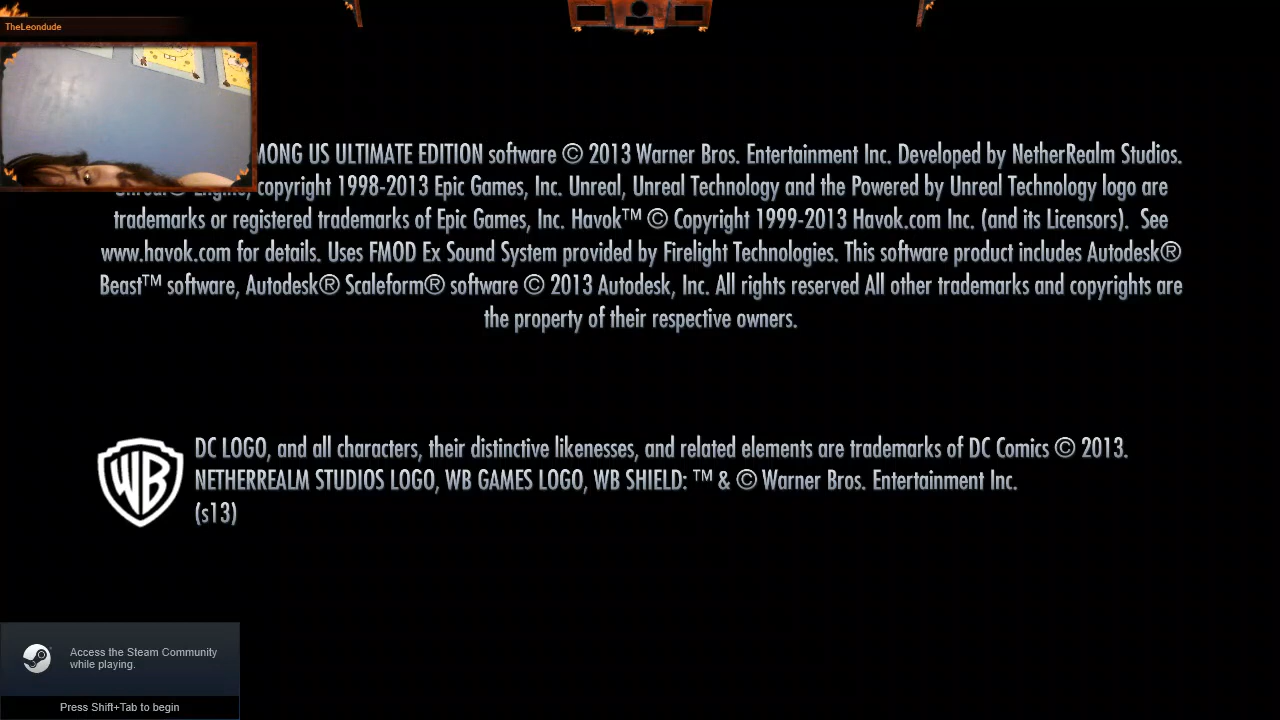 TheLeondude
MONG US ULTIMATE EDITION software © 2013 Warner Bros. Entertainment Inc. Developed by NetherRealm Studios.
Unreal® Engine, copyright 1998-2013 Epic Games, Inc. Unreal, Unreal Technology and the Powered by Unreal Technology logo are
trademarks or registered trademarks of Epic Games, Inc. Havok™ © Copyright 1999-2013 Havok.com Inc. (and its Licensors). See
www.havok.com for details. Uses FMOD Ex Sound System provided by Firelight Technologies. This software product includes Autodesk®
Beast™ software, Autodesk® Scaleform® software © 2013 Autodesk, Inc. All rights reserved All other trademarks and copyrights are
the property of their respective owners.
WB
DC LOGO, and all characters, their distinctive likenesses, and related elements are trademarks of DC Comics © 2013.
NETHERREALM STUDIOS LOGO, WB GAMES LOGO, WB SHIELD: ™ & © Warner Bros. Entertainment Inc.
(s13)
Access the Steam Community
while playing.
Press Shift+Tab to begin